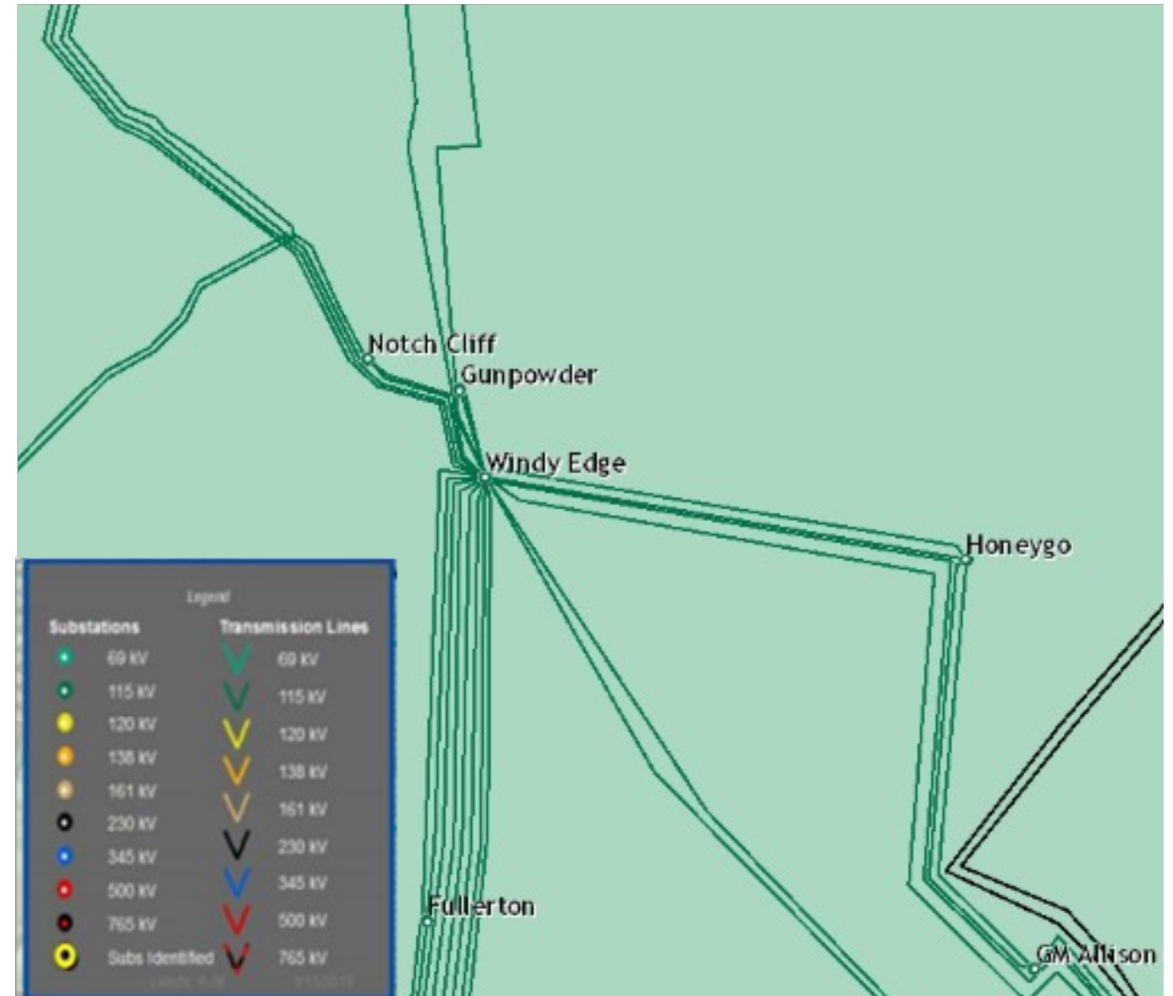 Notch Cliff
Gunpowder
Windy Edge
Honeygo
Legend
Substations Transmission Lines
69 kV 69 kV
115 kV 115 kV
120 kV 120 kV
138 kV 138 kV
161 kV 161 kV
230 kV 230 kV
345 kV 345 kV
500 kV 500 kV
765 kV 765 kV
Subs Identified
Fullerton
GM Allison